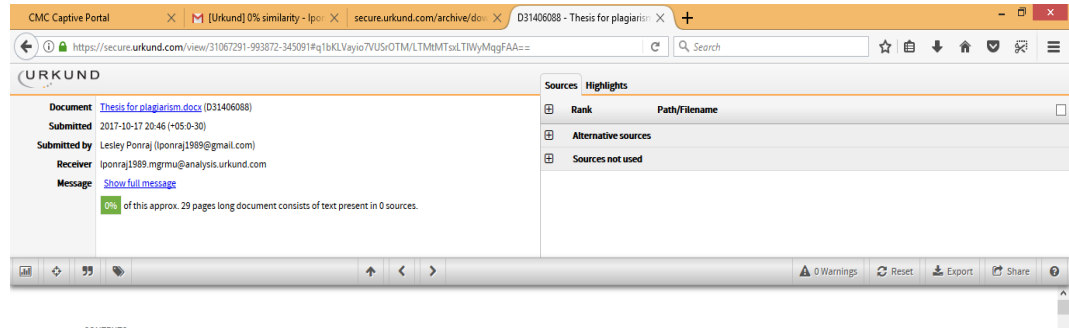 CMC Captive Portal
[Urkund] 0% similarity - lpor
secure.urkund.com/archive/dow
D31406088 - Thesis for plagiarism
https://secure.urkund.com/view/31067291-993872-345091#q1bKLVayio7VUSrOTM/LTMtMTsxLTlWyMqgFAA==
Search
URKUND
Sources Highlights
Document Thesis for plagiarism.docx (D31406088)
Rank Path/Filename
Submitted 2017-10-17 20:46 (+05:0-30)
Alternative sources
Submitted by Lesley Ponraj (lponraj1989@gmail.com)
Sources not used
Receiver lponraj1989.mgrmu@analysis.urkund.com
Message Show full message
0% of this approx. 29 pages long document consists of text present in 0 sources.
0 Warnings Reset Export Share